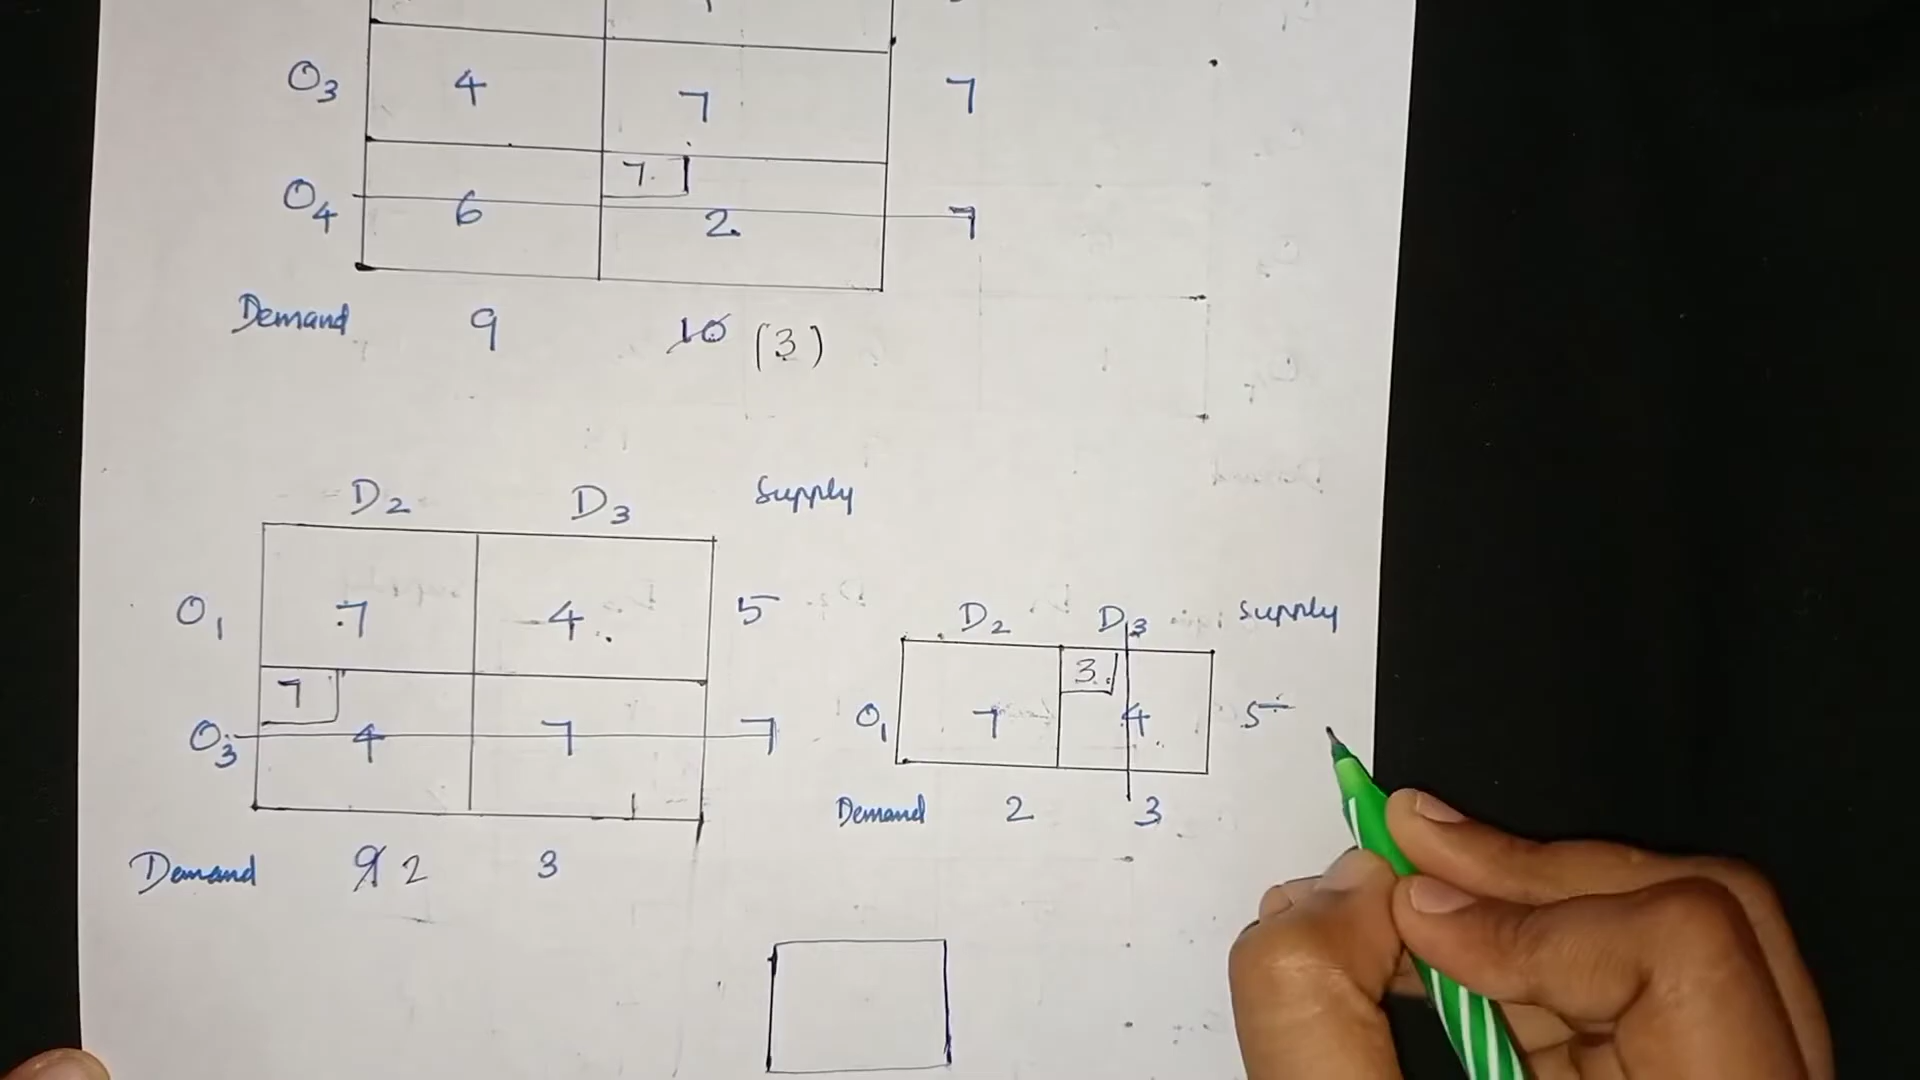 O3 4 7 7
7
O4 6 2 7
Demand 9 10 (3)
D2 D3 Supply
O1 7 4 5
7
O3 4 7 7
Demand 9 2 3
D2 D3 Supply
3
O1 7 4 5
Demand 2 3